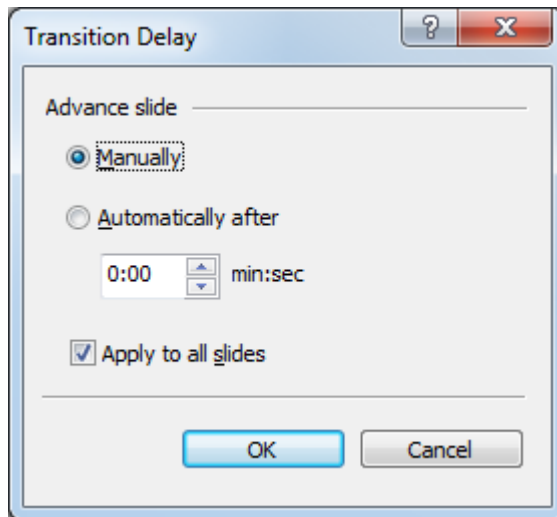 Transition Delay
Advance slide
Manually
Automatically after
0:00 min:sec
Apply to all slides
OK Cancel